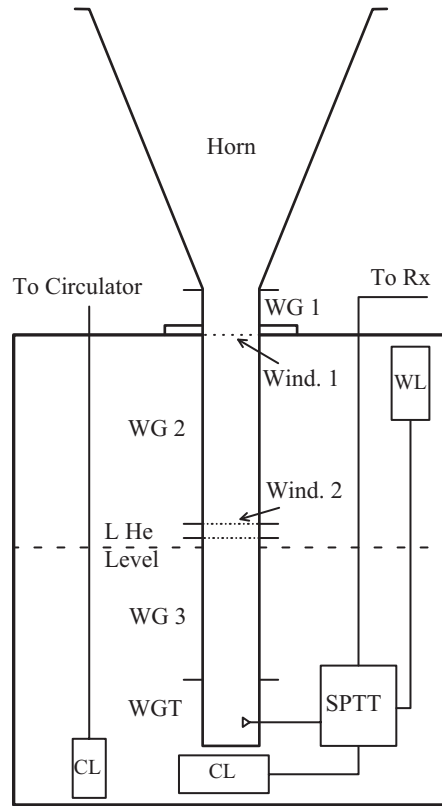 Horn
To Circulator
To Rx
WG 1
Wind. 1
WL
WG 2
Wind. 2
L He
Level
WG 3
WGT
SPTT
CL
CL